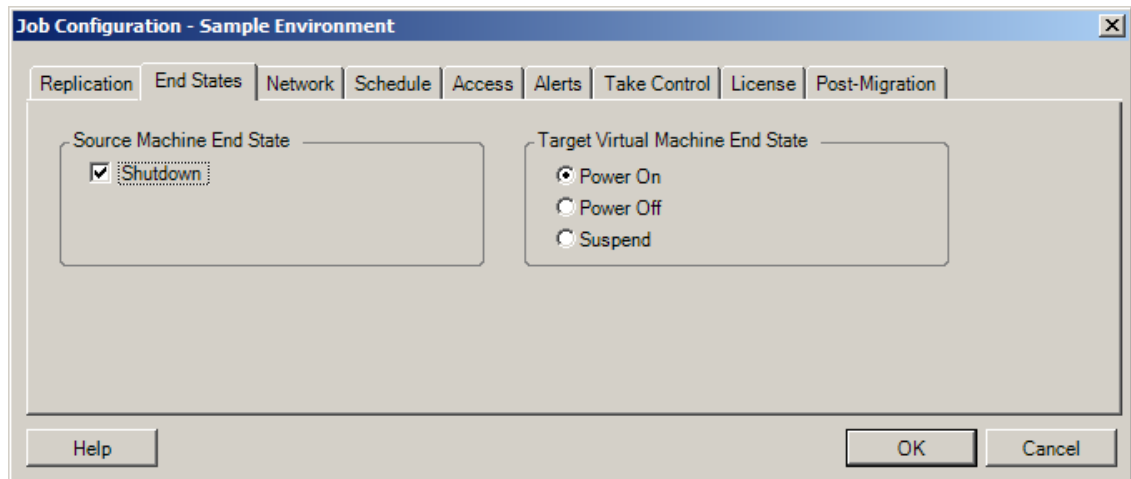 Job Configuration - Sample Environment
Replication End States Network Schedule Access Alerts Take Control License Post-Migration
Source Machine End State
Shutdown
Target Virtual Machine End State
Power On
Power Off
Suspend
Help OK Cancel